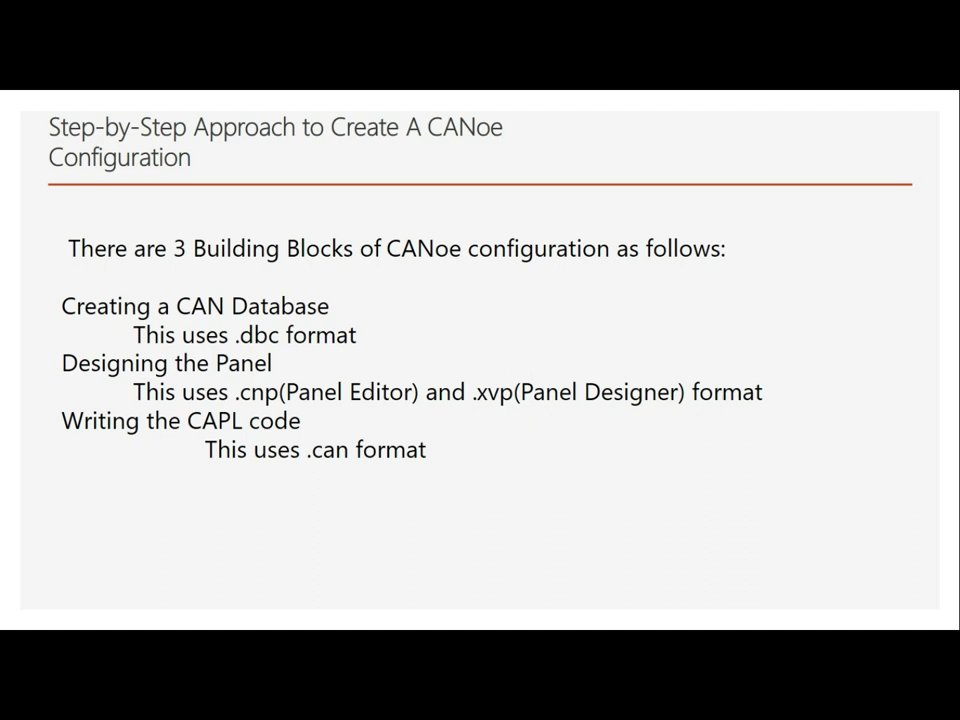 Step-by-Step Approach to Create A CANoe
Configuration
There are 3 Building Blocks of CANoe configuration as follows:
Creating a CAN Database
This uses .dbc format
Designing the Panel
This uses .cnp(Panel Editor) and .xvp(Panel Designer) format
Writing the CAPL code
This uses .can format